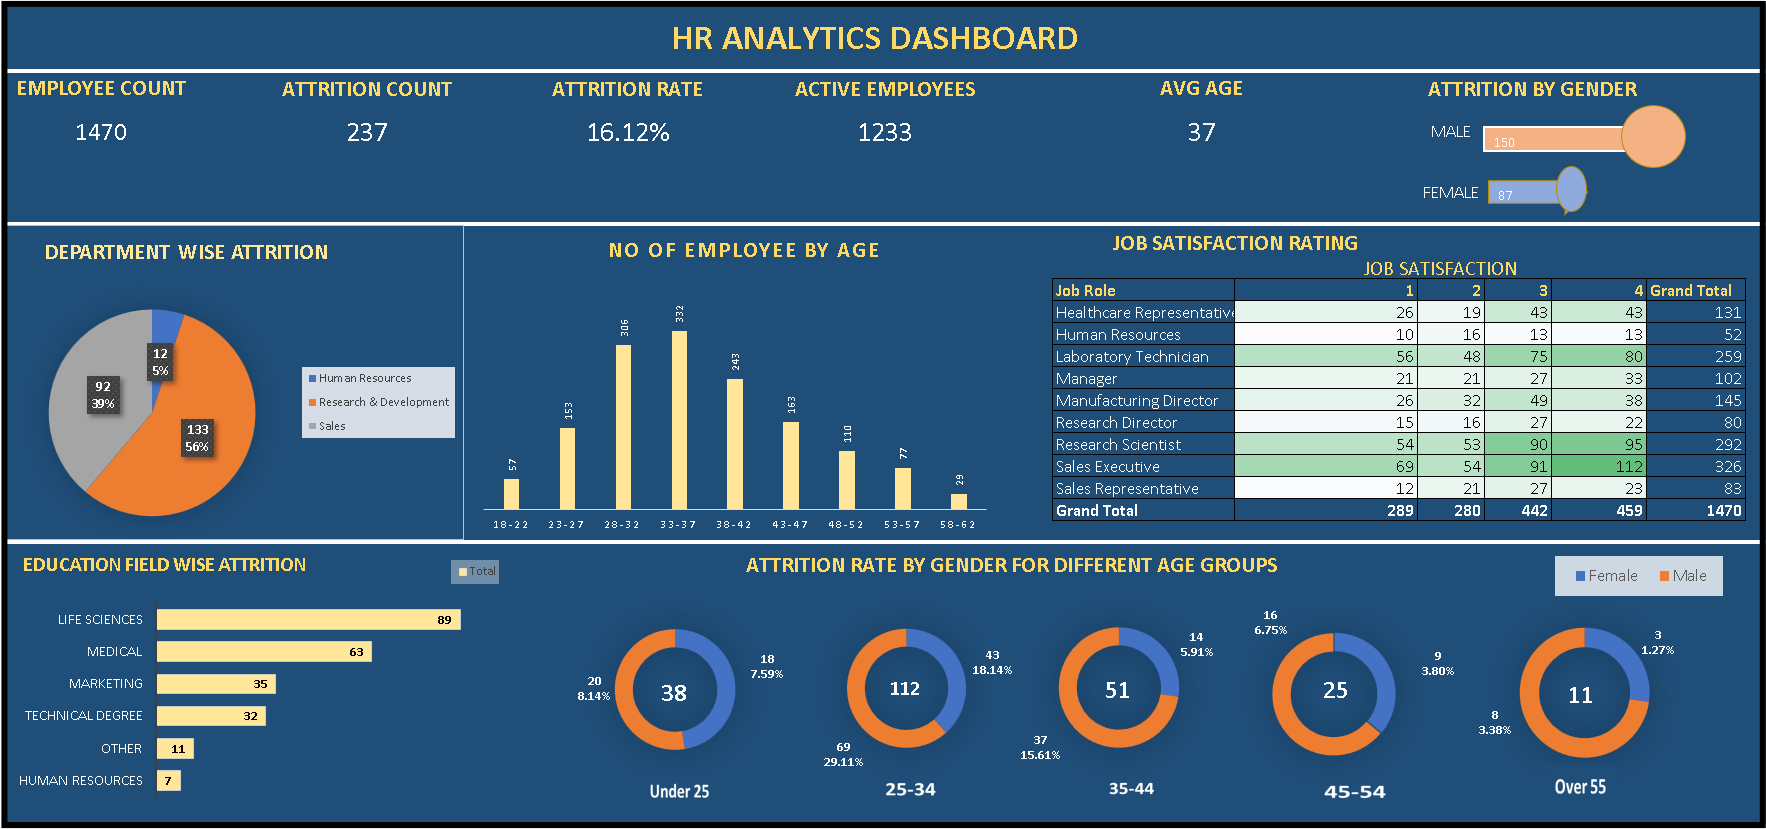 HR ANALYTICS DASHBOARD
EMPLOYEE COUNT
1470
ATTRITION COUNT
237
ATTRITION RATE
16.12%
ACTIVE EMPLOYEES
1233
AVG AGE
37
ATTRITION BY GENDER
MALE 150
FEMALE 87
DEPARTMENT WISE ATTRITION
12
5%
92
39%
133
56%
Human Resources
Research & Development
Sales
NO OF EMPLOYEE BY AGE
57 153 306 332 243 163 110 77 29
18-22 23-27 28-32 33-37 38-42 43-47 48-52 53-57 58-62
JOB SATISFACTION RATING
JOB SATISFACTION
Job Role 1 2 3 4 Grand Total
Healthcare Representative 26 19 43 43 131
Human Resources 10 16 13 13 52
Laboratory Technician 56 48 75 80 259
Manager 21 21 27 33 102
Manufacturing Director 26 32 49 38 145
Research Director 15 16 27 22 80
Research Scientist 54 53 90 95 292
Sales Executive 69 54 91 112 326
Sales Representative 12 21 27 23 83
Grand Total 289 280 442 459 1470
EDUCATION FIELD WISE ATTRITION
Total
LIFE SCIENCES 89
MEDICAL 63
MARKETING 35
TECHNICAL DEGREE 32
OTHER 11
HUMAN RESOURCES 7
ATTRITION RATE BY GENDER FOR DIFFERENT AGE GROUPS
Female Male
18
7.59%
20
8.14%
38
Under 25
43
18.14%
112
69
29.11%
25-34
14
5.91%
51
37
15.61%
35-44
16
6.75%
9
3.80%
25
45-54
3
1.27%
11
8
3.38%
Over 55